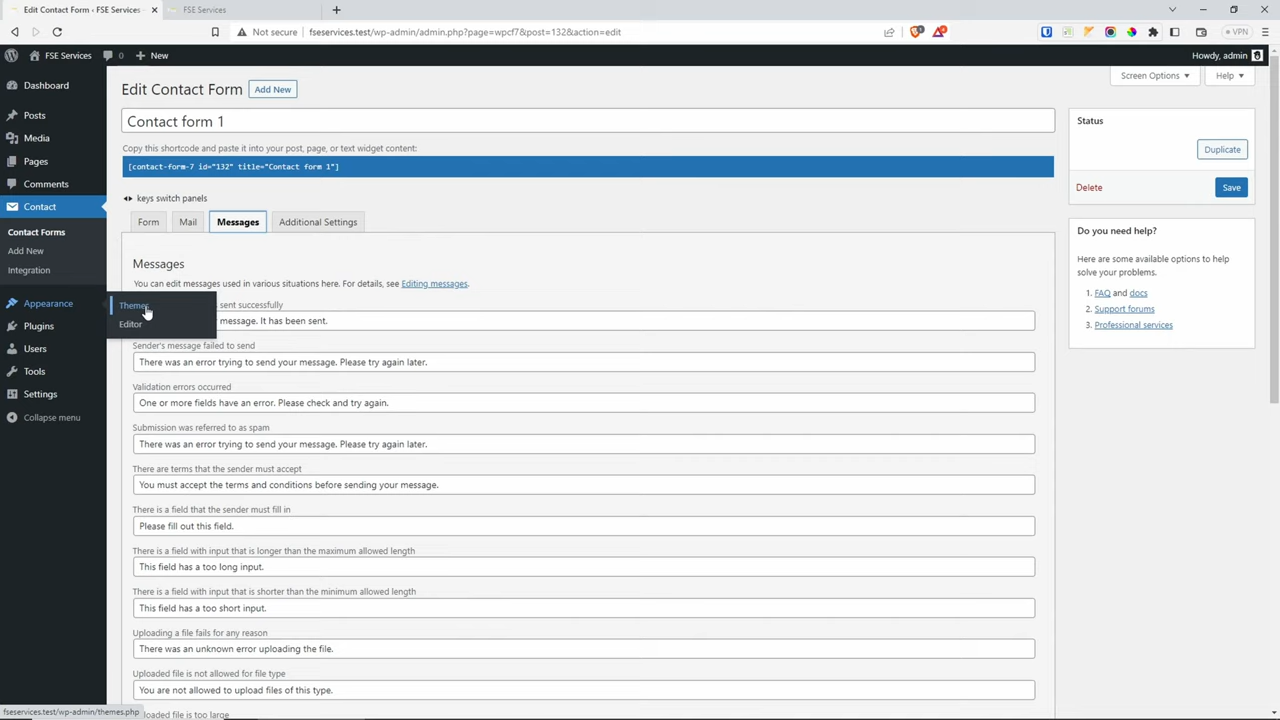 Edit Contact Form ‹ FSE Services —
FSE Services
Not secure
fseservices.test/wp-admin/admin.php?page=wpcf7&post=132&action=edit
VPN
FSE Services
0
New
Howdy, admin
Dashboard
Posts
Media
Pages
Comments
Contact
Contact Forms
Add New
Integration
Appearance
Themes
Editor
Plugins
Users
Tools
Settings
Collapse menu
Screen Options
Help
Edit Contact Form
Add New
Contact form 1
Copy this shortcode and paste it into your post, page, or text widget content:
[contact-form-7 id="132" title="Contact form 1"]
keys switch panels
Form
Mail
Messages
Additional Settings
Messages
You can edit messages used in various situations here. For details, see Editing messages.
sent successfully
message. It has been sent.
Sender's message failed to send
There was an error trying to send your message. Please try again later.
Validation errors occurred
One or more fields have an error. Please check and try again.
Submission was referred to as spam
There was an error trying to send your message. Please try again later.
There are terms that the sender must accept
You must accept the terms and conditions before sending your message.
There is a field that the sender must fill in
Please fill out this field.
There is a field with input that is longer than the maximum allowed length
This field has a too long input.
There is a field with input that is shorter than the minimum allowed length
This field has a too short input.
Uploading a file fails for any reason
There was an unknown error uploading the file.
Uploaded file is not allowed for file type
You are not allowed to upload files of this type.
loaded file is too large
Status
Duplicate
Delete
Save
Do you need help?
Here are some available options to help
solve your problems.
1. FAQ and docs
2. Support forums
3. Professional services
fseservices.test/wp-admin/themes.php